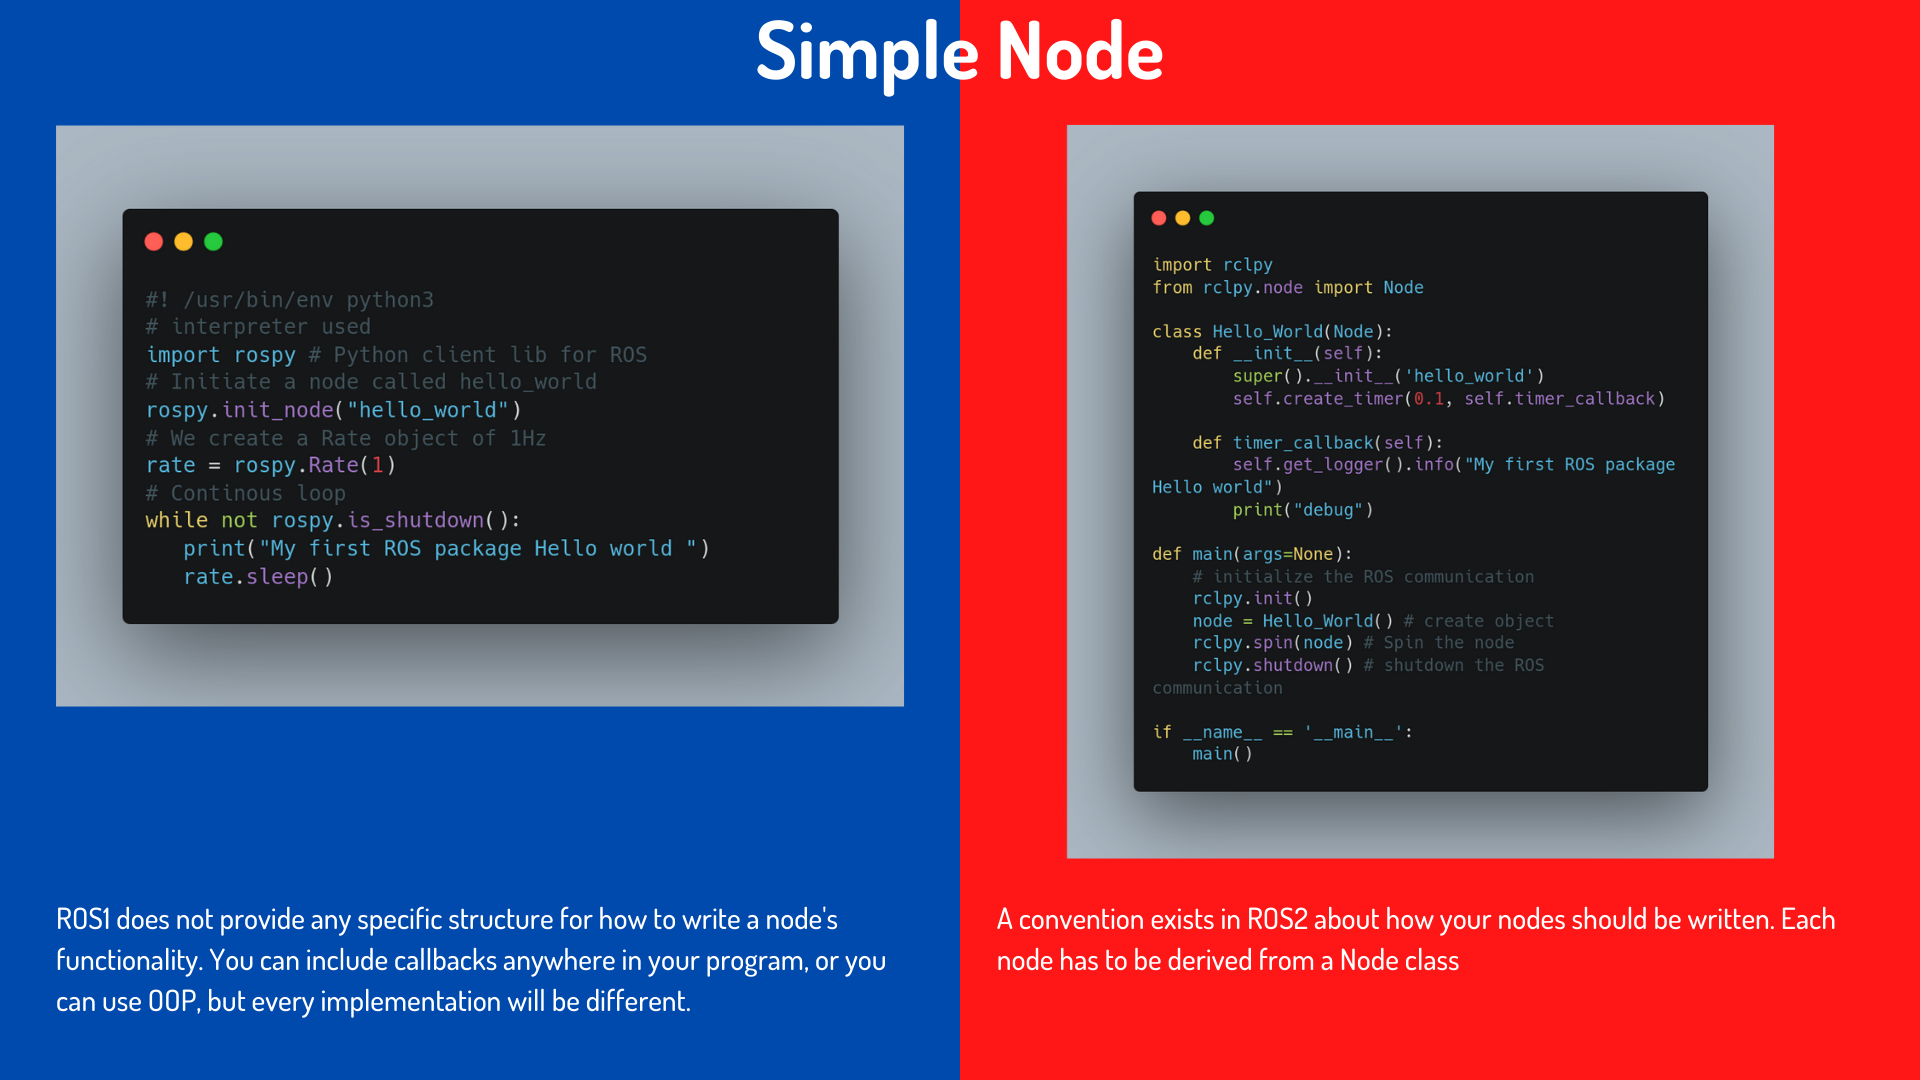 Simple Node
#! /usr/bin/env python3
# interpreter used
import rospy # Python client lib for ROS
# Initiate a node called hello_world
rospy.init_node("hello_world")
# We create a Rate object of 1Hz
rate = rospy.Rate(1)
# Continous loop
while not rospy.is_shutdown():
   print("My first ROS package Hello world ")
   rate.sleep()
ROS1 does not provide any specific structure for how to write a node's
functionality. You can include callbacks anywhere in your program, or you
can use OOP, but every implementation will be different.
import rclpy
from rclpy.node import Node
class Hello_World(Node):
    def __init__(self):
        super().__init__('hello_world')
        self.create_timer(0.1, self.timer_callback)
    def timer_callback(self):
        self.get_logger().info("My first ROS package
Hello world")
        print("debug")
def main(args=None):
    # initialize the ROS communication
    rclpy.init()
    node = Hello_World() # create object
    rclpy.spin(node) # Spin the node
    rclpy.shutdown() # shutdown the ROS
communication
if __name__ == '__main__':
    main()
A convention exists in ROS2 about how your nodes should be written. Each
node has to be derived from a Node class